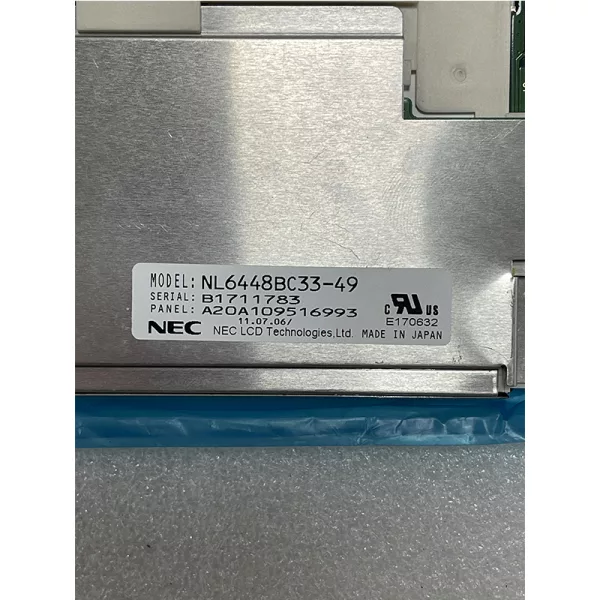 MODEL: NL6448BC33-49
SERIAL: B1711783
PANEL: A20A109516993
11.07.06/
NEC NEC LCD Technologies,Ltd.
c RU us
E170632
MADE IN JAPAN